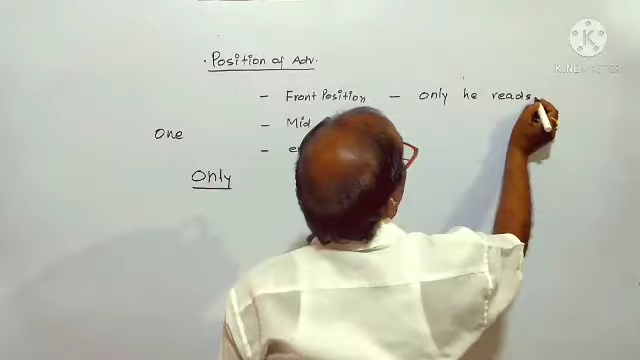 · Position of Adv.
- Front Position - only he reads
one - Mid
-
Only
K
KINEMASTER